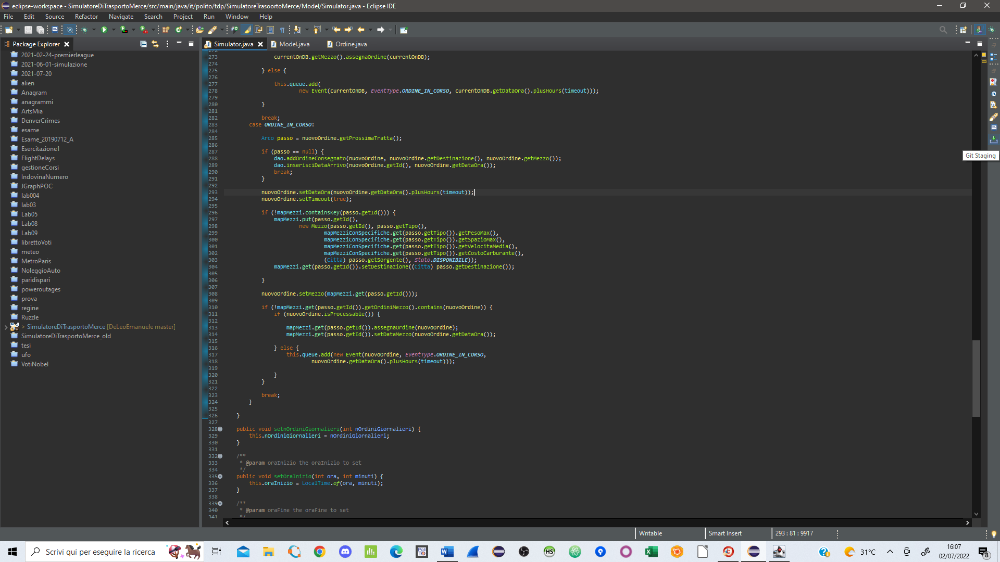 eclipse-workspace - SimulatoreDiTrasportoMerce/src/main/java/it/polito/tdp/SimulatoreTrasoortoMerce/Model/Simulator.java - Eclipse IDE
File Edit Source Refactor Navigate Search Project Run Window Help
Package Explorer
2021-02-24-premierleague
2021-06-01-simulazione
2021-07-20
alien
Anagram
anagrammi
ArtsMia
DenverCrimes
esame
Esame_20190712_A
Esercitazione1
FlightDelays
gestioneCorsi
IndovinaNumero
JGraphPOC
lab004
lab03
Lab05
Lab08
Lab09
librettoVoti
meteo
MetroParis
NoleggioAuto
paridispari
poweroutages
prova
regine
Ruzzle
> SimulatoreDiTrasportoMerce [DeLeoEmanuele master]
SimulatoreDiTrasportoMerce_old
tesi
ufo
VotiNobel
Simulator.java Model.java Ordine.java
272
273 currentOnDB.getMezzo().assegnaOrdine(currentOnDB);
274
275 } else {
276
277 this.queue.add(
278 new Event(currentOnDB, EventType.ORDINE_IN_CORSO, currentOnDB.getDataOra().plusHours(timeout)));
279
280 }
281
282 break;
283 case ORDINE_IN_CORSO:
284
285 Arco passo = nuovoOrdine.getProssimaTratta();
286
287 if (passo == null) {
288 dao.addOrdineConsegnato(nuovoOrdine, nuovoOrdine.getDestinazione(), nuovoOrdine.getMezzo());
289 dao.inserisciDataArrivo(nuovoOrdine.getId(), nuovoOrdine.getDataOra());
290 break;
291 }
292
293 nuovoOrdine.setDataOra(nuovoOrdine.getDataOra().plusHours(timeout));
294 nuovoOrdine.setTimeout(true);
295
296 if (!mapMezzi.containsKey(passo.getId())) {
297 mapMezzi.put(passo.getId(),
298 new Mezzo(passo.getId(), passo.getTipo(),
299 mapMezziConSpecifiche.get(passo.getTipo()).getPesoMax(),
300 mapMezziConSpecifiche.get(passo.getTipo()).getSpazioMax(),
301 mapMezziConSpecifiche.get(passo.getTipo()).getVelocitaMedia(),
302 mapMezziConSpecifiche.get(passo.getTipo()).getCostoCarburante(),
303 (Citta) passo.getSorgente(), Stato.DISPONIBILE));
304 mapMezzi.get(passo.getId()).setDestinazione((Citta) passo.getDestinazione());
305
306 }
307
308 nuovoOrdine.setMezzo(mapMezzi.get(passo.getId()));
309
310 if (!mapMezzi.get(passo.getId()).getOrdiniMezzo().contains(nuovoOrdine)) {
311 if (nuovoOrdine.isProcessable()) {
312
313 mapMezzi.get(passo.getId()).assegnaOrdine(nuovoOrdine);
314 mapMezzi.get(passo.getId()).setDataMezzo(nuovoOrdine.getDataOra());
315
316 } else {
317 this.queue.add(new Event(nuovoOrdine, EventType.ORDINE_IN_CORSO,
318 nuovoOrdine.getDataOra().plusHours(timeout)));
319
320 }
321 }
322
323 break;
324 }
325
326 }
327
328 public void setnOrdiniGiornalieri(int nOrdiniGiornalieri) {
329 this.nOrdiniGiornalieri = nOrdiniGiornalieri;
330 }
331
332 /**
333 * @param oraInizio the oraInizio to set
334 */
335 public void setOraInizio(int ora, int minuti) {
336 this.oraInizio = LocalTime.of(ora, minuti);
337 }
338
339 /**
340 * @param oraFine the oraFine to set
341 */
Git Staging
Writable Smart Insert 293 : 81 : 9917
Scrivi qui per eseguire la ricerca
31°C
16:07
02/07/2022
8